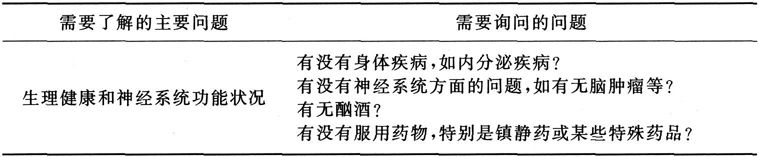 需要了解的主要问题 需要询问的问题
有没有身体疾病,如内分泌疾病?
有没有神经系统方面的问题,如有无脑肿瘤等?
生理健康和神经系统功能状况
有无酗酒?
有没有服用药物,特别是镇静药或某些特殊药品?